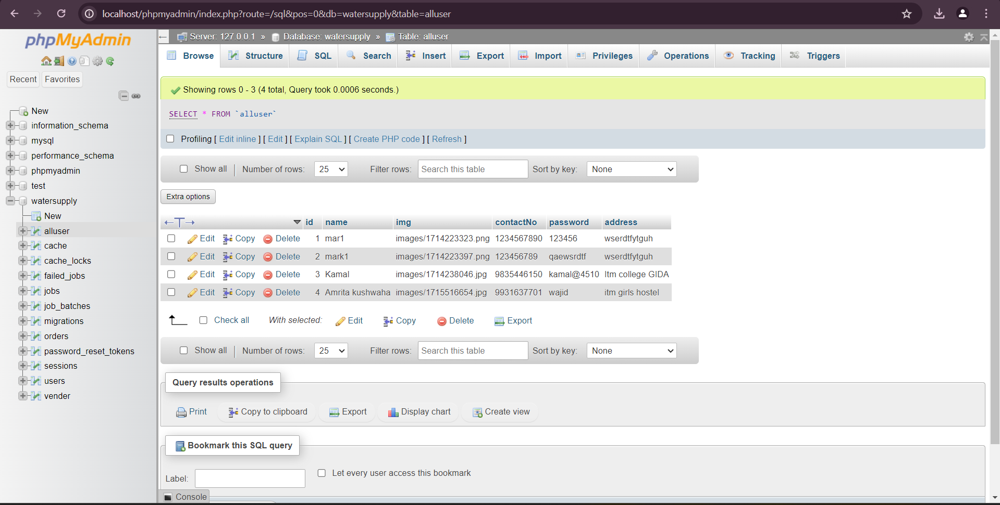 localhost/phpmyadmin/index.php?route=/sql&pos=0&db=watersupply&table=alluser
phpMyAdmin
Recent Favorites
New
information_schema
mysql
performance_schema
phpmyadmin
test
watersupply
New
alluser
cache
cache_locks
failed_jobs
jobs
job_batches
migrations
orders
password_reset_tokens
sessions
users
vender
Server: 127.0.0.1 » Database: watersupply » Table: alluser
Browse Structure SQL Search Insert Export Import Privileges Operations Tracking Triggers
Showing rows 0 - 3 (4 total, Query took 0.0006 seconds.)
SELECT * FROM `alluser`
Profiling [ Edit inline ] [ Edit ] [ Explain SQL ] [ Create PHP code ] [ Refresh ]
Show all | Number of rows: 25 Filter rows: Search this table Sort by key: None
Extra options
←T→ id name img contactNo password address
Edit Copy Delete 1 mar1 images/1714223323.png 1234567890 123456 wserdtfytguh
Edit Copy Delete 2 mark1 images/1714223397.png 123456789 qaewsrdtf wserdtfytguh
Edit Copy Delete 3 Kamal images/1714238046.jpg 9835446150 kamal@4510 Itm college GIDA
Edit Copy Delete 4 Amrita kushwaha images/1715516654.jpg 9931637701 wajid itm girls hostel
Check all With selected: Edit Copy Delete Export
Show all | Number of rows: 25 Filter rows: Search this table Sort by key: None
Query results operations
Print Copy to clipboard Export Display chart Create view
Bookmark this SQL query
Label: Let every user access this bookmark
Console